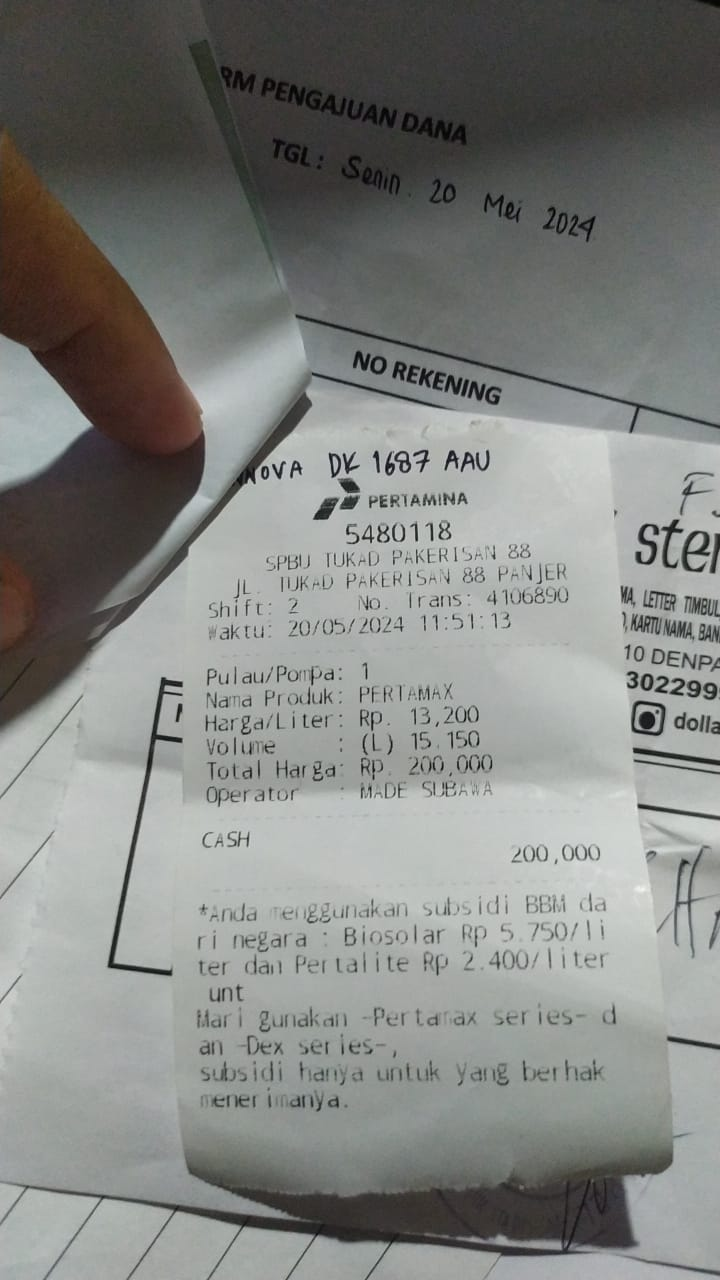 RM PENGAJUAN DANA
TGL: Senin. 20 Mei 2024
NO REKENING
NOVA DK 1687 AAU
PERTAMINA
5480118
SPBU TUKAD PAKERISAN 88
JL. TUKAD PAKERISAN 88 PANJER
Shift: 2 No. Trans: 4106890
Waktu: 20/05/2024 11:51:13
Pulau/Pompa: 1
Nama Produk: PERTAMAX
Harga/Liter: Rp. 13,200
Volume : (L) 15.150
Total Harga: Rp. 200,000
Operator : MADE SUBAWA
CASH
200,000
*Anda menggunakan subsidi BBM da
ri negara : Biosolar Rp 5.750/li
ter dan Pertalite Rp 2.400/liter
unt
Mari gunakan -Pertamax series- d
an -Dex series-,
subsidi hanya untuk yang berhak
menerimanya.
ste
MA, LETTER TIMBUL
KARTU NAMA, BAN
10 DENPA
302299
dolla